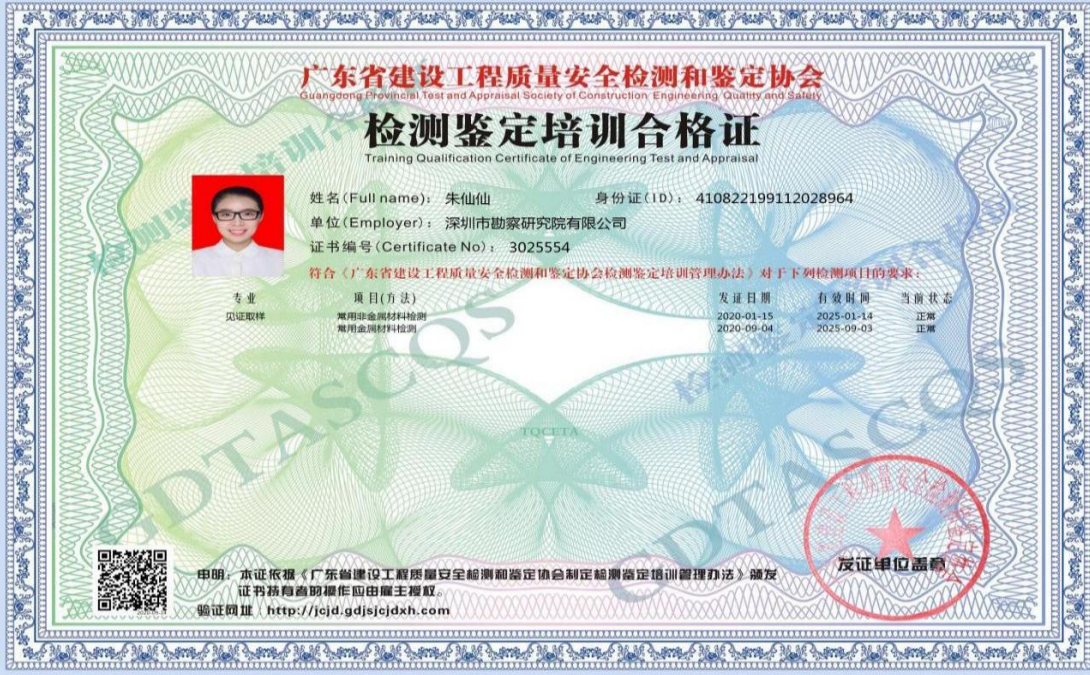 广东省建设工程质量安全检测和鉴定协会
Guangdong Provincial Test and Appraisal Society of Construction Engineering Quality and Safety
检测鉴定培训合格证
Training Qualification Certificate of Engineering Test and Appraisal
姓名(Full name)： 朱仙仙 身份证(ID)： 410822199112028964
单位(Employer)： 深圳市勘察研究院有限公司
证书编号(Certificate No)： 3025554
符合《广东省建设工程质量安全检测和鉴定协会检测鉴定培训管理办法》对于下列检测项目的要求：
专业 项目(方法) 发证日期 有效时间 当前状态
见证取样 常用非金属材料检测 2020-01-15 2025-01-14 正常
常用金属材料检测 2020-09-04 2025-09-03 正常
GDTASCQS
TQCETA
GDTASCQS
发证单位盖章
申明：本证依据《广东省建设工程质量安全检测和鉴定协会制定检测鉴定培训管理办法》颁发
证书持有者的操作应由雇主授权。
验证网址：http://jcjd.gdjsjcjdxh.com